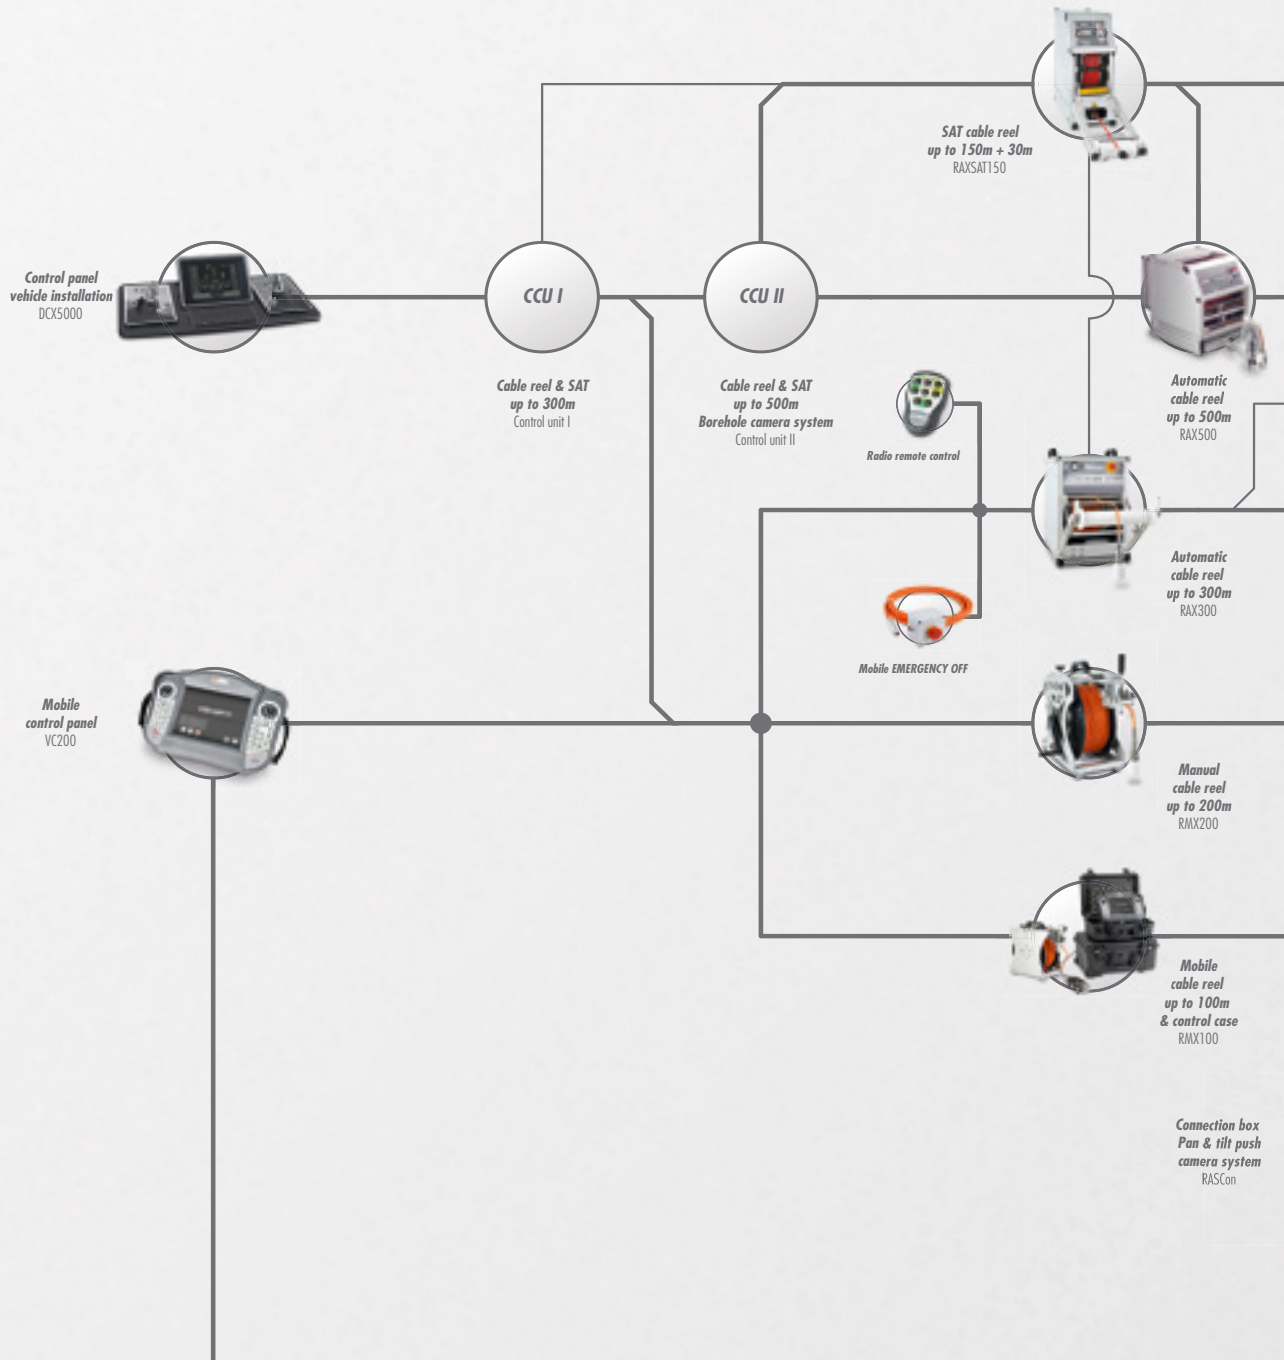 SAT cable reel
up to 150m + 30m
RAXSAT150
Control panel
vehicle installation
DCX5000
CCU I
CCU II
Cable reel & SAT
up to 300m
Control unit I
Cable reel & SAT
up to 500m
Borehole camera system
Control unit II
Automatic
cable reel
up to 500m
RAX500
Radio remote control
Automatic
cable reel
up to 300m
RAX300
Mobile EMERGENCY OFF
Mobile
control panel
VC200
Manual
cable reel
up to 200m
RMX200
Mobile
cable reel
up to 100m
& control case
RMX100
Connection box
Pan & tilt push
camera system
RASCon